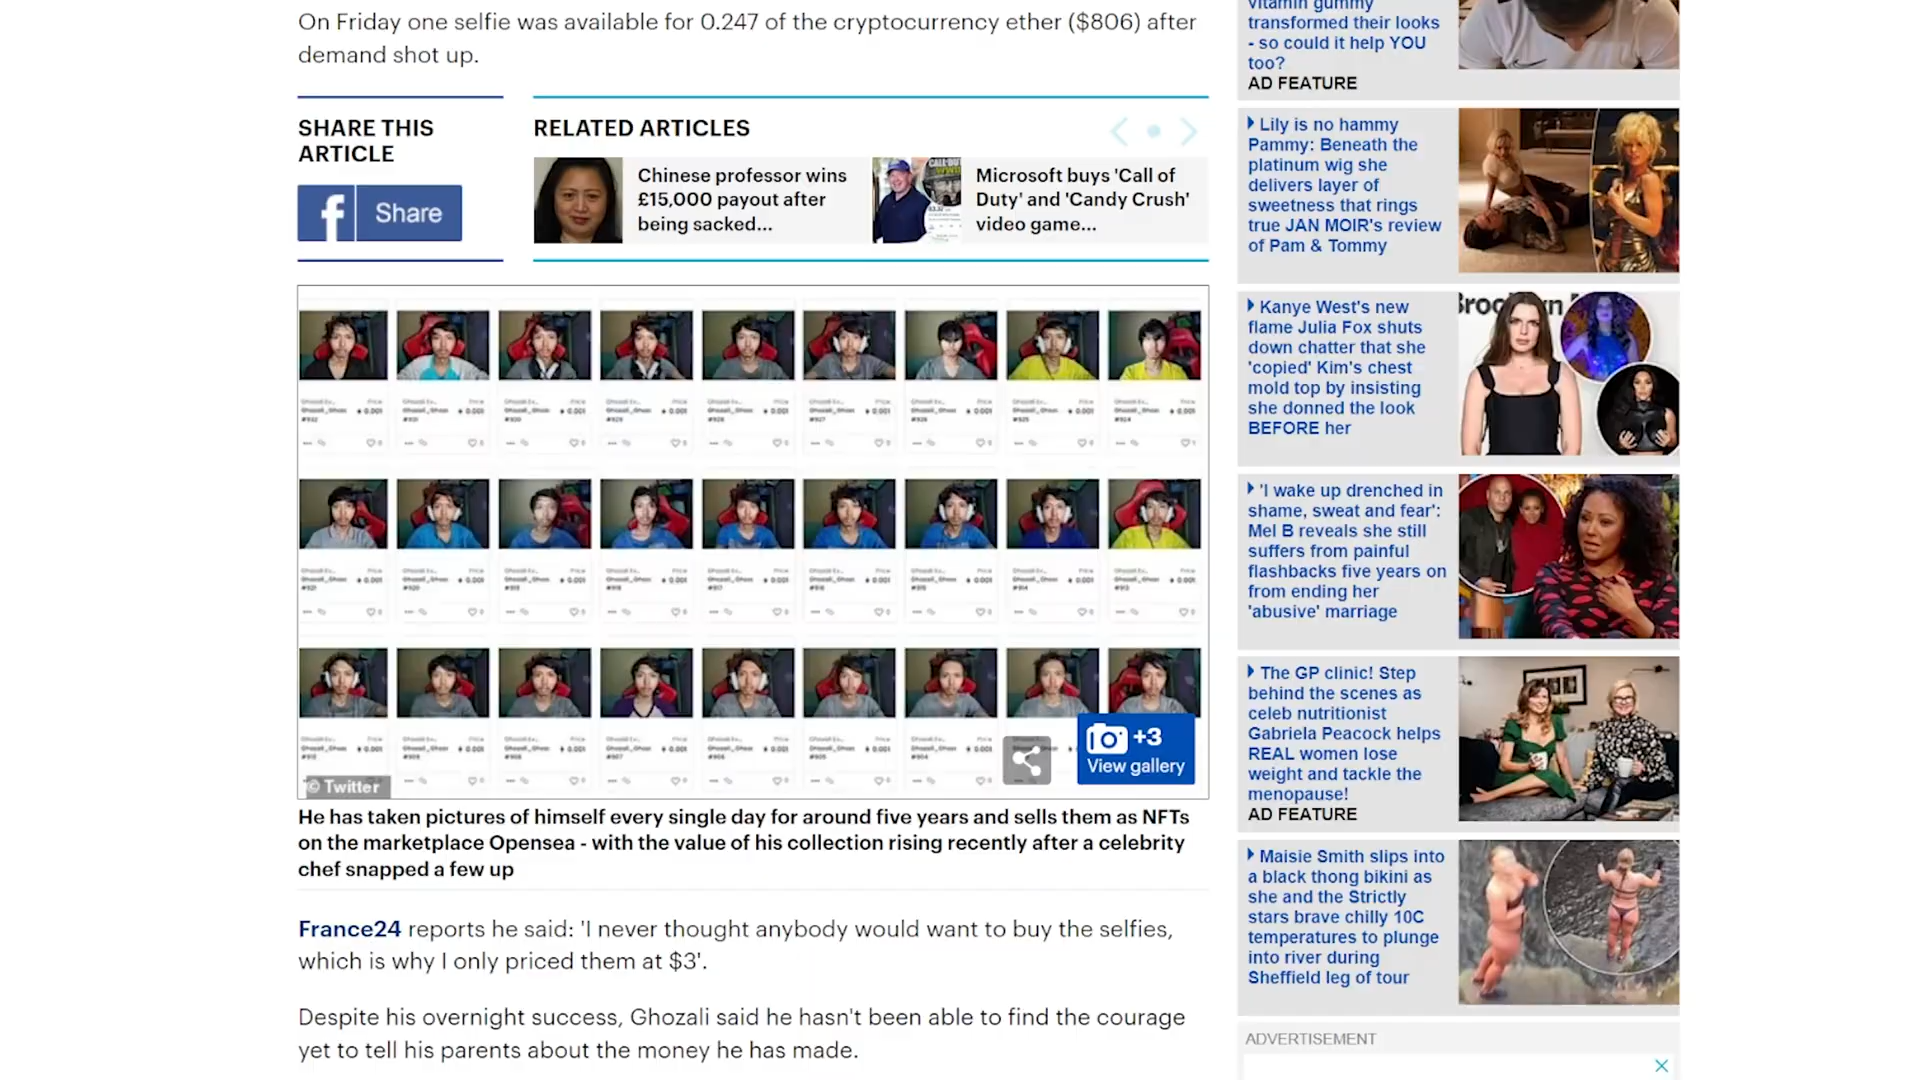 On Friday one selfie was available for 0.247 of the cryptocurrency ether ($806) after
demand shot up.
SHARE THIS
ARTICLE
Share
RELATED ARTICLES
Chinese professor wins
£15,000 payout after
being sacked...
Microsoft buys 'Call of
Duty' and 'Candy Crush'
video game...
© Twitter
+3
View gallery
He has taken pictures of himself every single day for around five years and sells them as NFTs
on the marketplace Opensea - with the value of his collection rising recently after a celebrity
chef snapped a few up
France24 reports he said: 'I never thought anybody would want to buy the selfies,
which is why I only priced them at $3'.
Despite his overnight success, Ghozali said he hasn't been able to find the courage
yet to tell his parents about the money he has made.
vitamin gummy
transformed their looks
- so could it help YOU
too?
AD FEATURE
Lily is no hammy
Pammy: Beneath the
platinum wig she
delivers layer of
sweetness that rings
true JAN MOIR's review
of Pam & Tommy
Kanye West's new
flame Julia Fox shuts
down chatter that she
'copied' Kim's chest
mold top by insisting
she donned the look
BEFORE her
'I wake up drenched in
shame, sweat and fear':
Mel B reveals she still
suffers from painful
flashbacks five years on
from ending her
'abusive' marriage
The GP clinic! Step
behind the scenes as
celeb nutritionist
Gabriela Peacock helps
REAL women lose
weight and tackle the
menopause!
AD FEATURE
Maisie Smith slips into
a black thong bikini as
she and the Strictly
stars brave chilly 10C
temperatures to plunge
into river during
Sheffield leg of tour
ADVERTISEMENT